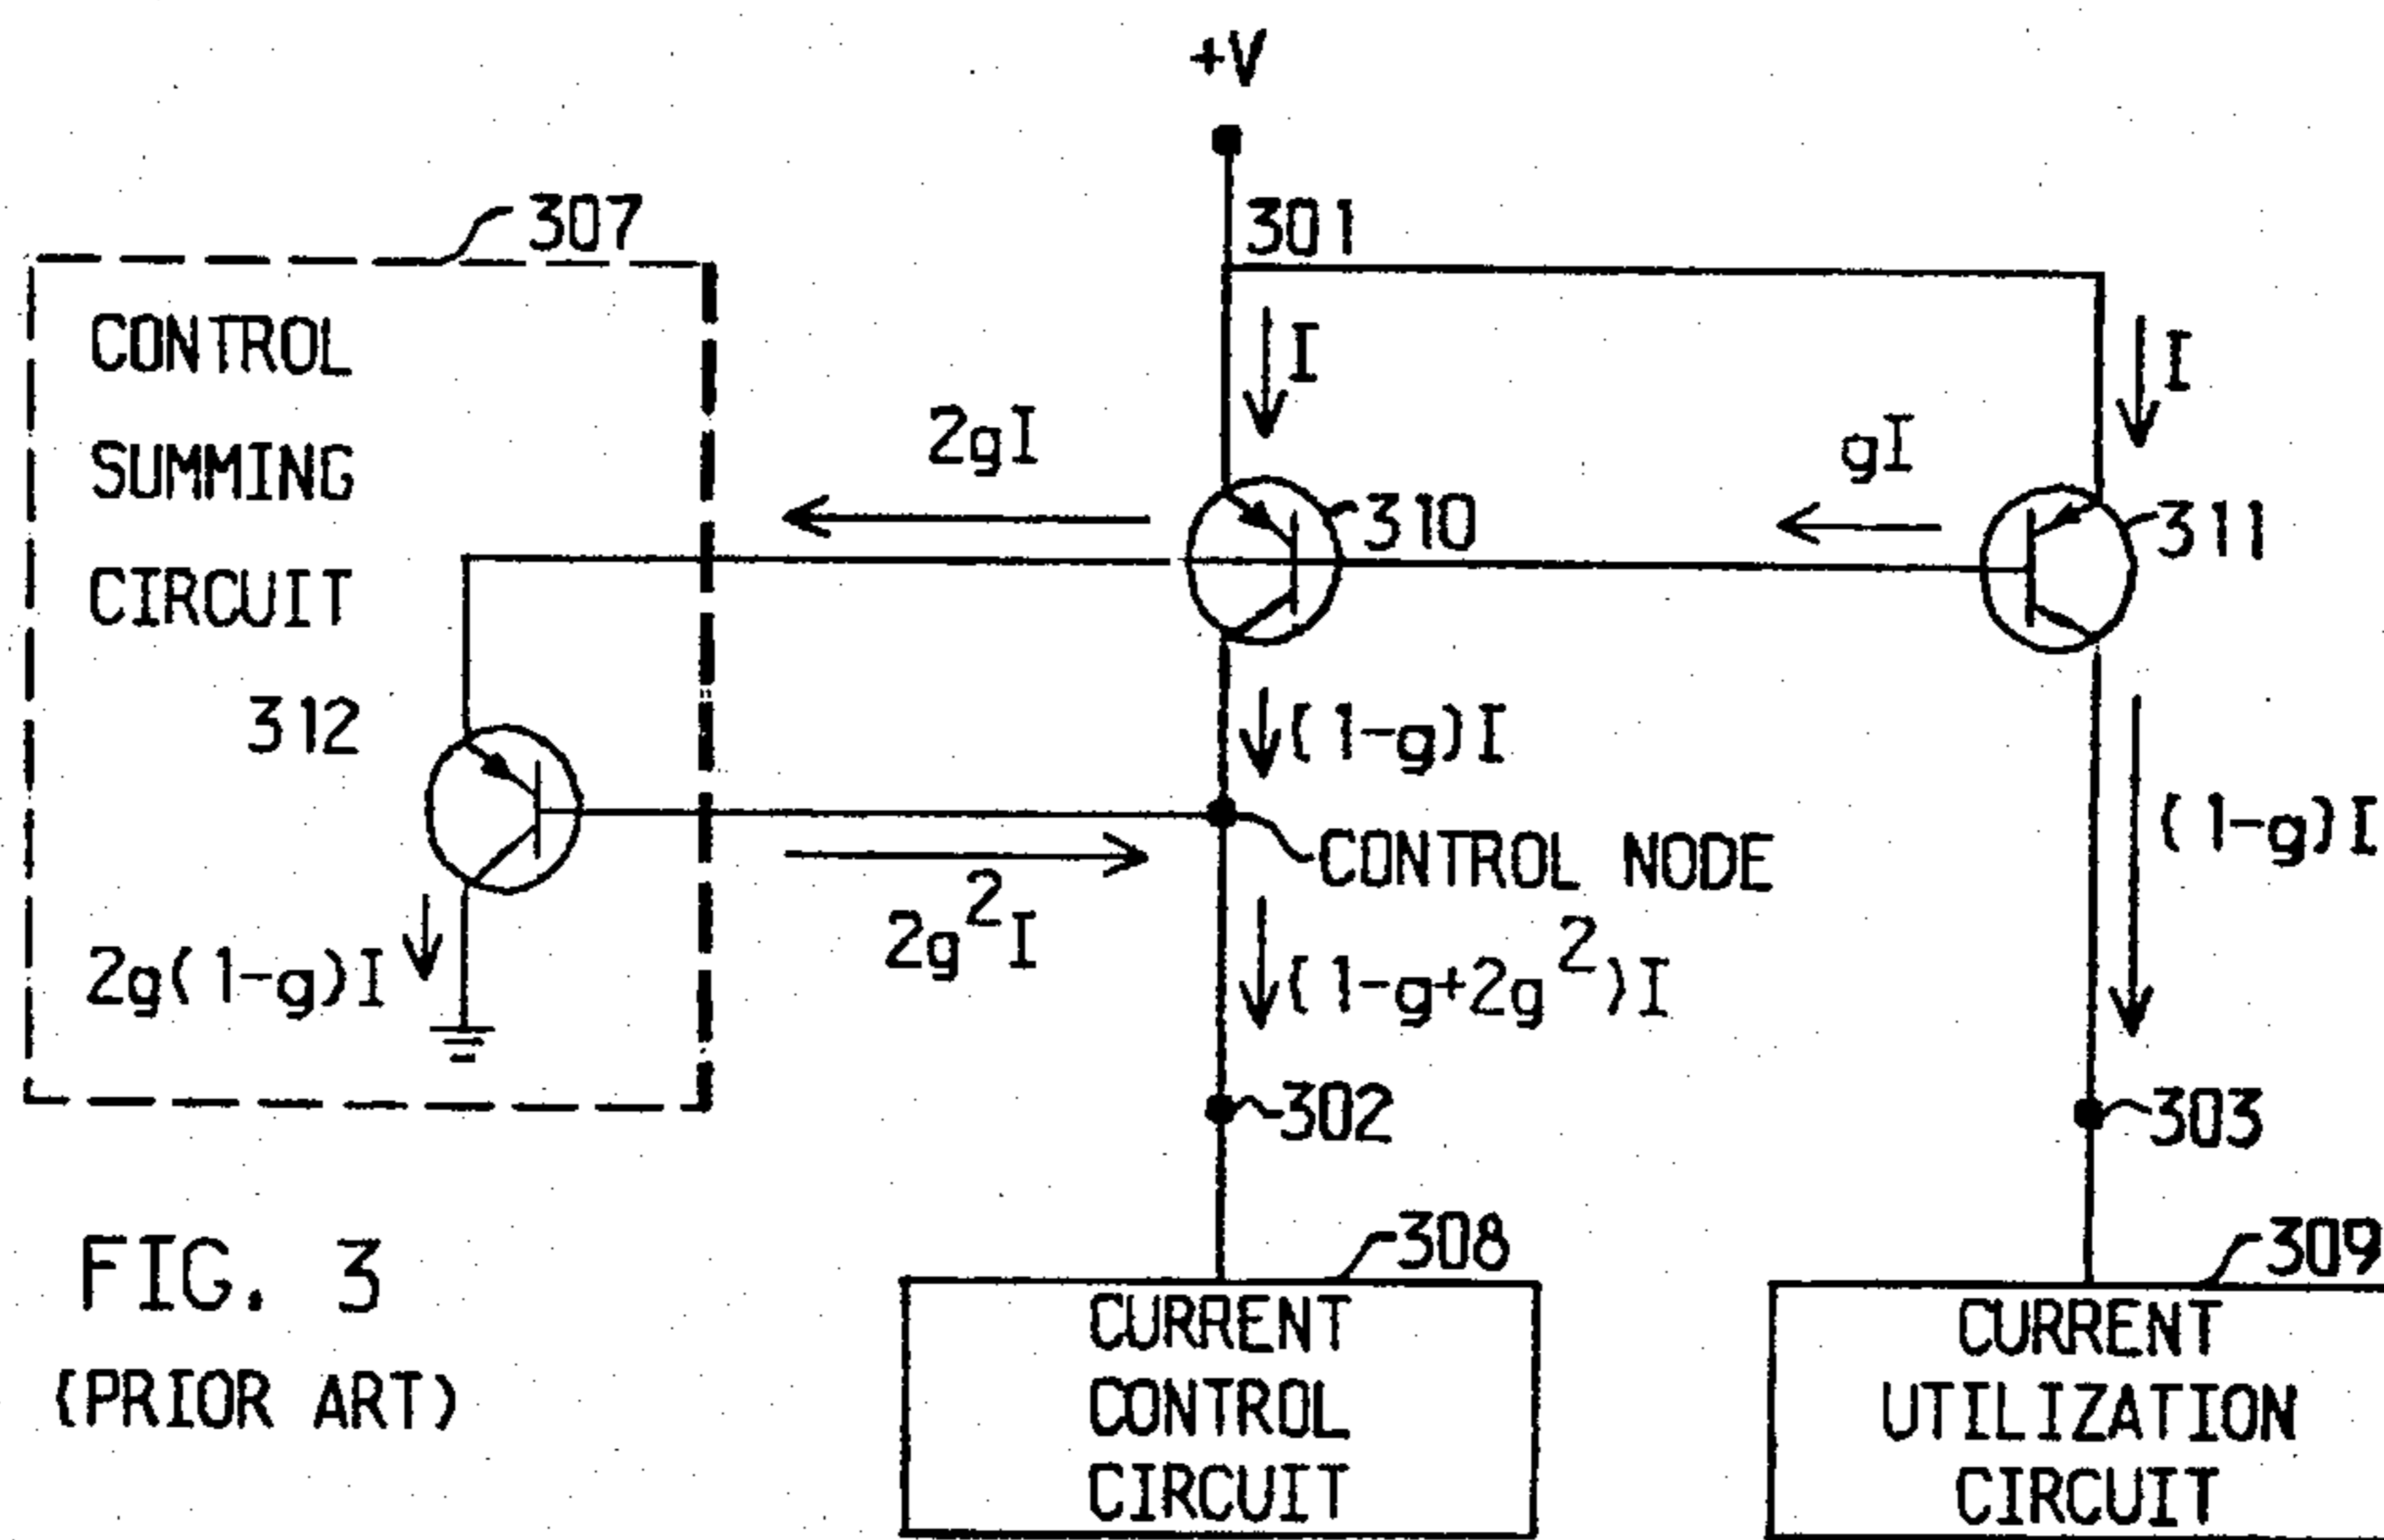 +V
301
307
CONTROL
SUMMING
CIRCUIT
312
I
I
2gI
gI
310
311
(1-g)I
(1-g)I
CONTROL NODE
2g²I
2g(1-g)I
(1-g+2g²)I
302
303
308
309
CURRENT
CONTROL
CIRCUIT
CURRENT
UTILIZATION
CIRCUIT
FIG. 3
(PRIOR ART)